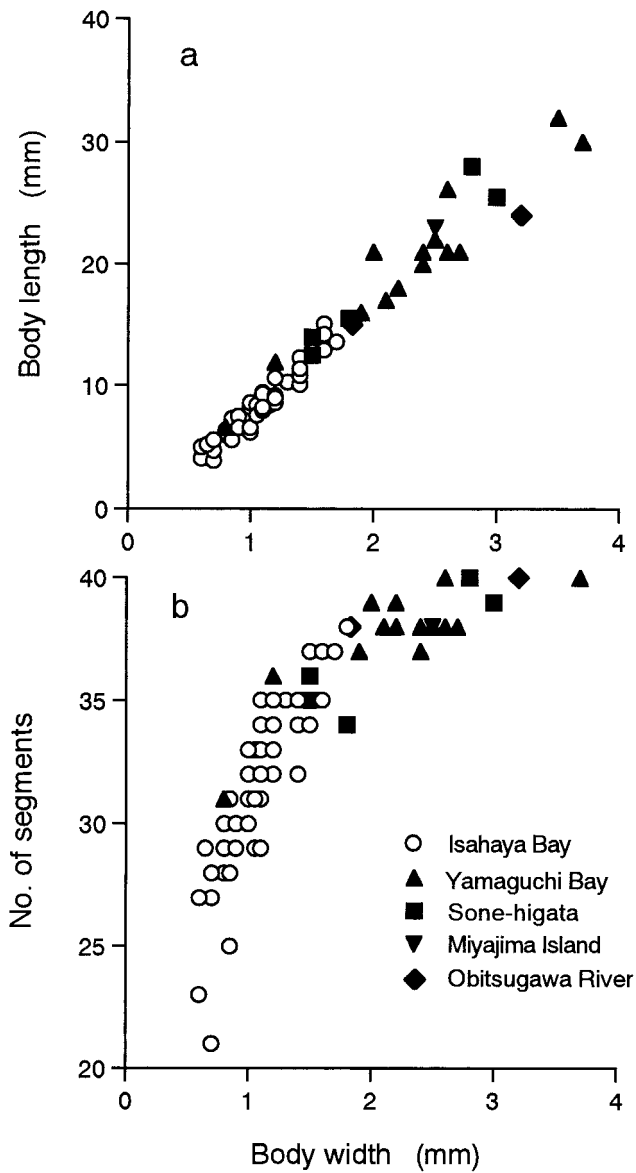 a
40
30
20
10
0
Body length (mm)
0 1 2 3 4
b
40
35
30
25
20
No. of segments
Isahaya Bay
Yamaguchi Bay
Sone-higata
Miyajima Island
Obitsugawa River
0 1 2 3 4
Body width (mm)